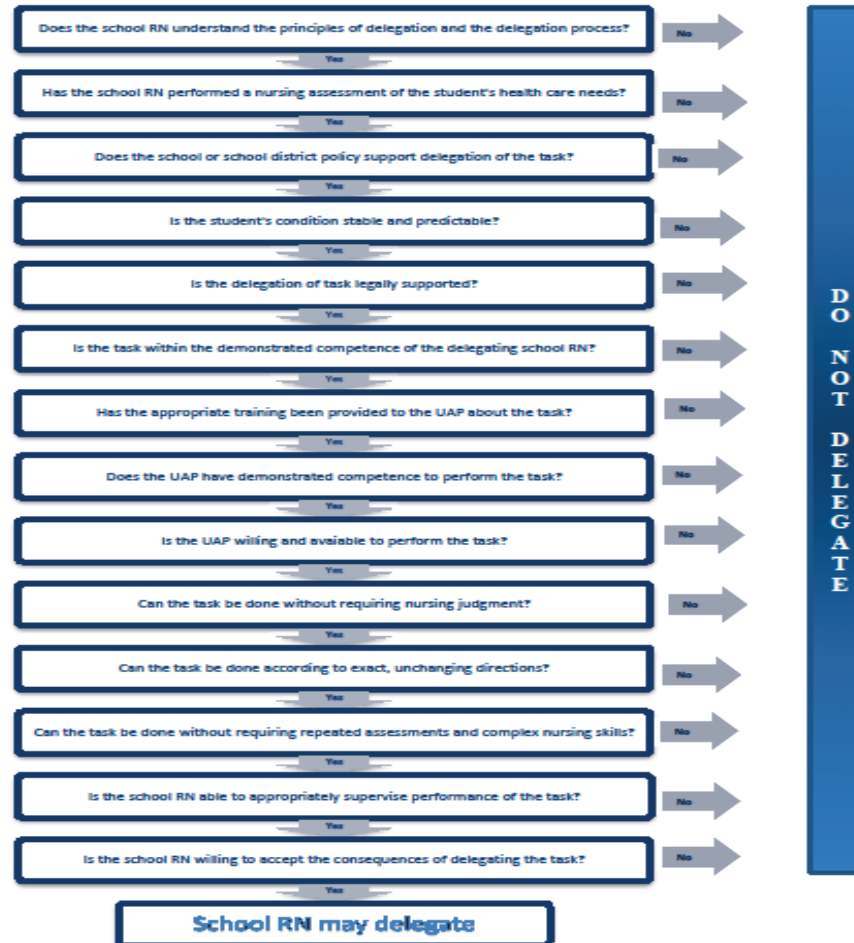 Does the school RN understand the principles of delegation and the delegation process?
No
Yes
Has the school RN performed a nursing assessment of the student's health care needs?
No
Yes
Does the school or school district policy support delegation of the task?
No
Yes
Is the student's condition stable and predictable?
No
Yes
Is the delegation of task legally supported?
No
Yes
Is the task within the demonstrated competence of the delegating school RN?
No
Yes
Has the appropriate training been provided to the UAP about the task?
No
Yes
Does the UAP have demonstrated competence to perform the task?
No
Yes
Is the UAP willing and avaiable to perform the task?
No
Yes
Can the task be done without requiring nursing judgment?
No
Yes
Can the task be done according to exact, unchanging directions?
No
Yes
Can the task be done without requiring repeated assessments and complex nursing skills?
No
Yes
Is the school RN able to appropriately supervise performance of the task?
No
Yes
Is the school RN willing to accept the consequences of delegating the task?
No
Yes
School RN may delegate
DO NOT DELEGATE